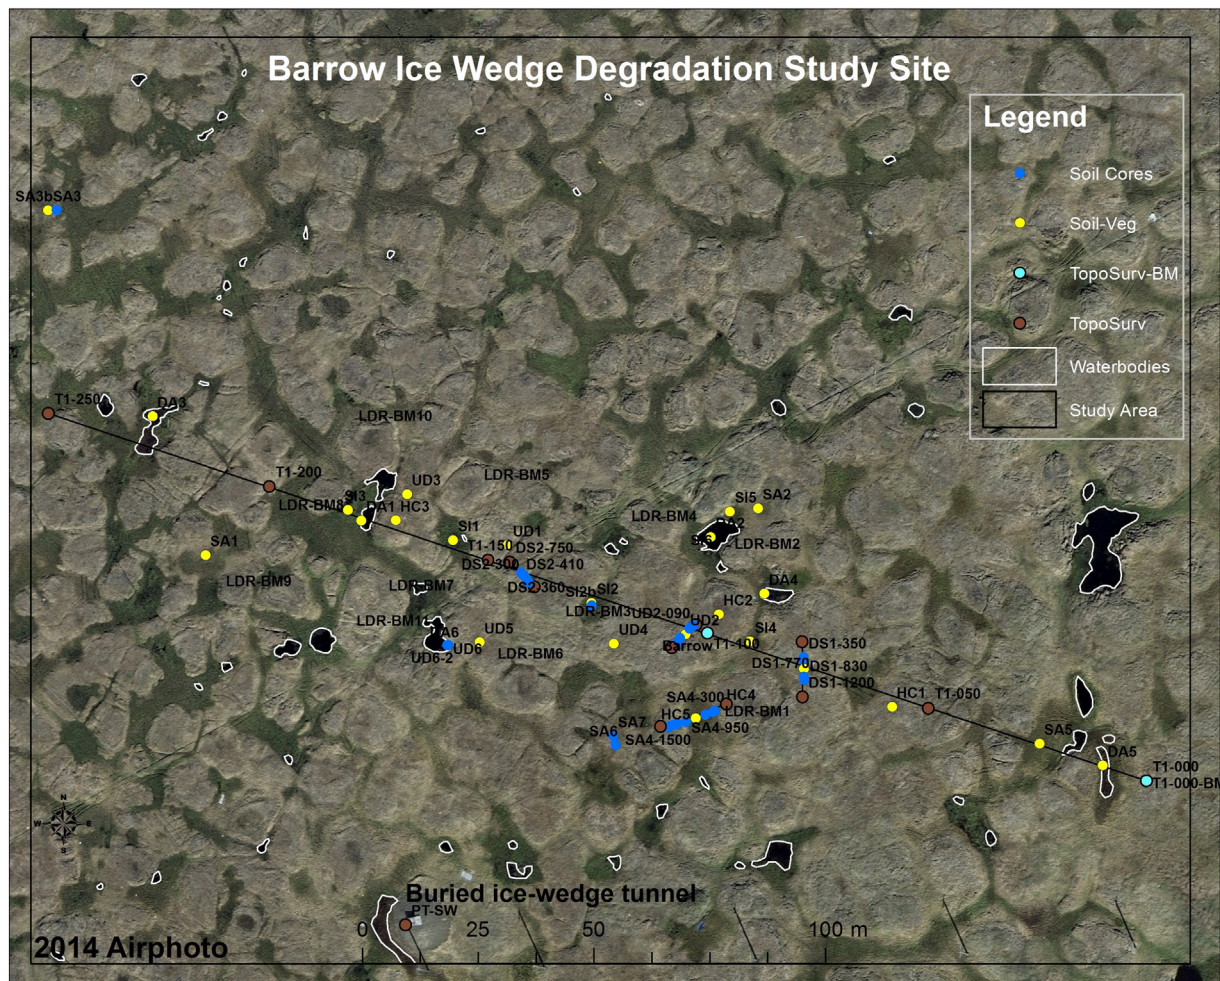 Barrow Ice Wedge Degradation Study Site
Legend
Soil Cores
Soil-Veg
TopoSurv-BM
TopoSurv
Waterbodies
Study Area
SA3bSA3
T1-250
DA3
LDR-BM10
T1-200
UD3
LDR-BM5
SI3
LDR-BM8
DA1
HC3
SI5
SA2
LDR-BM4
DA2
SI6
LDR-BM2
SI1
UD1
T1-150
DS2-750
DS2-300
DS2-410
DS2-360
SA1
LDR-BM9
LDR-BM7
SI2b
SI2
LDR-BM3
UD2-090
DA4
HC2
UD2
SI4
UD4
Barrow
T1-100
UD5
UD6
UD6-2
LDR-BM6
DS1-350
DS1-770
DS1-830
DS1-1200
SA4-300
HC4
LDR-BM1
HC5
SA7
SA6
SA4-950
SA4-1500
HC1
T1-050
SA5
DA5
T1-000
T1-000-BM
N
W
E
S
Buried ice-wedge tunnel
PT-SW
0
25
50
100 m
2014 Airphoto